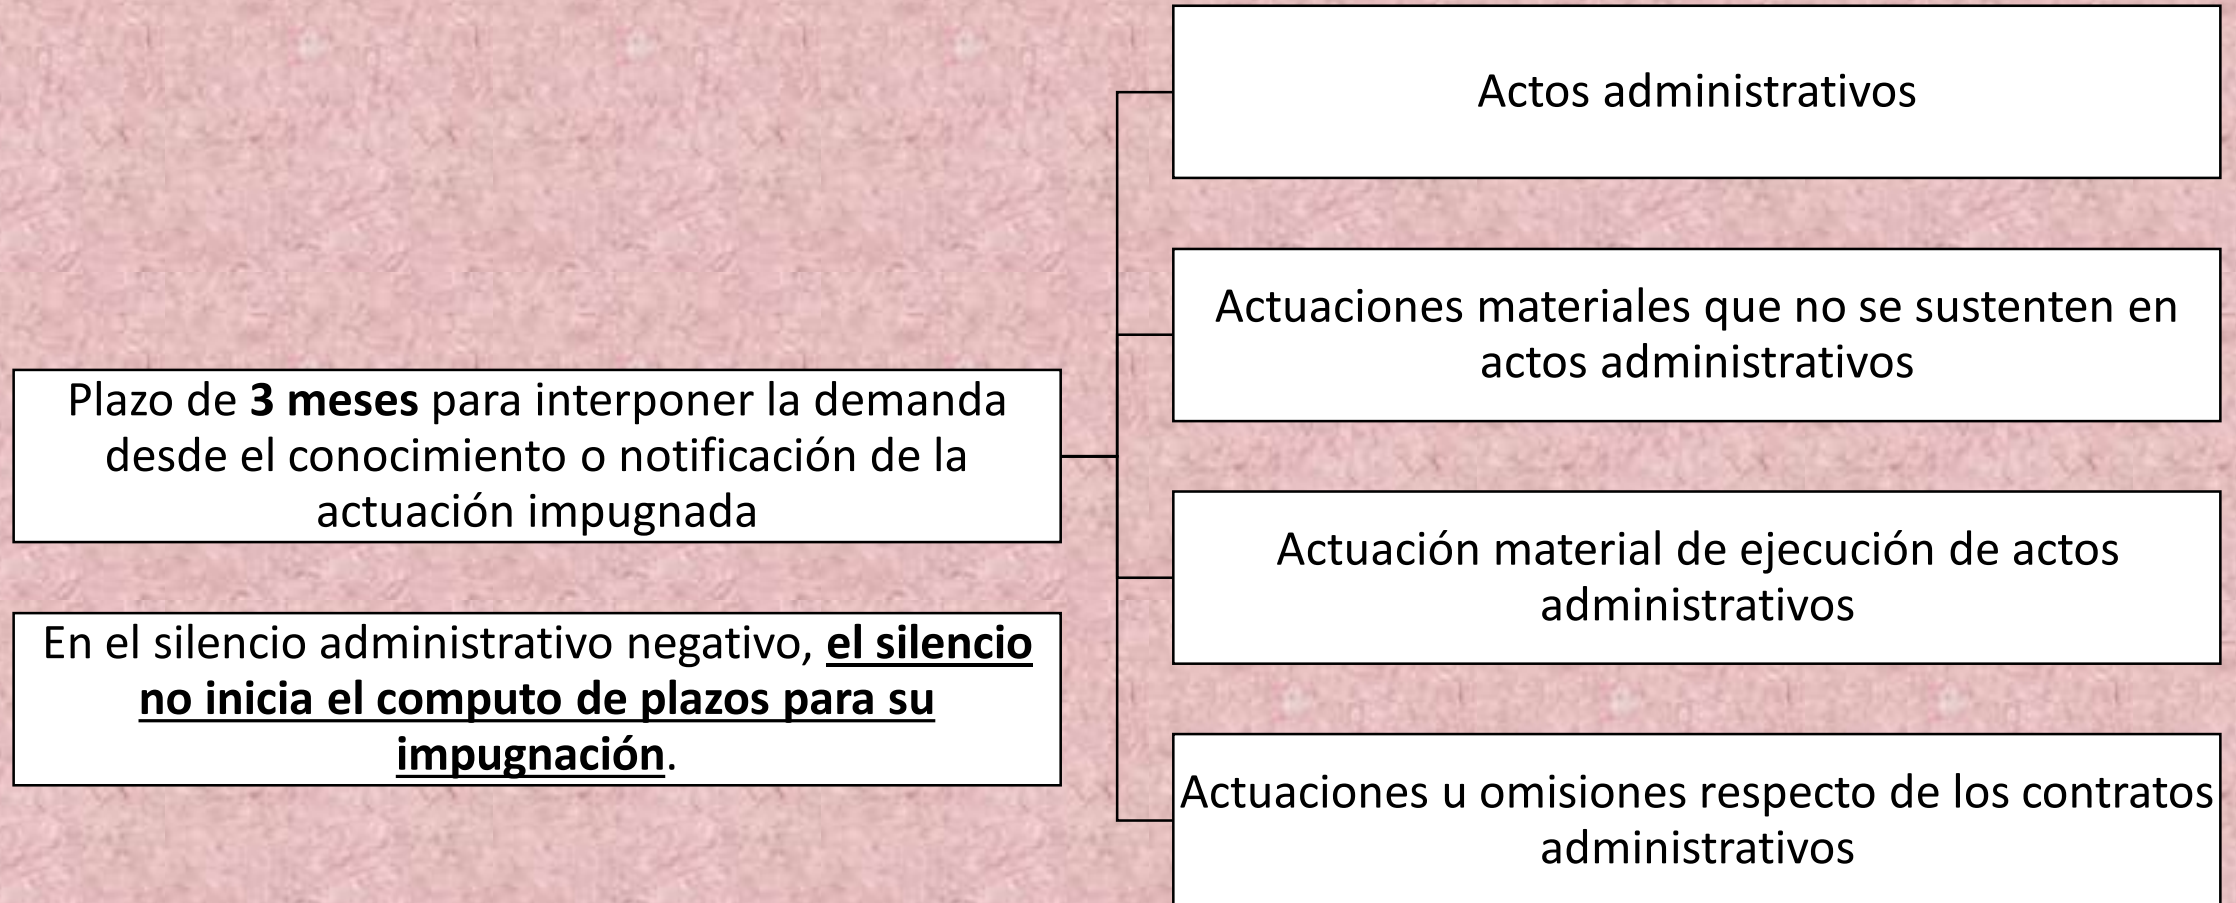 Plazo de 3 meses para interponer la demanda
desde el conocimiento o notificación de la
actuación impugnada
En el silencio administrativo negativo, el silencio
no inicia el computo de plazos para su
impugnación.
Actos administrativos
Actuaciones materiales que no se sustenten en
actos administrativos
Actuación material de ejecución de actos
administrativos
Actuaciones u omisiones respecto de los contratos
administrativos